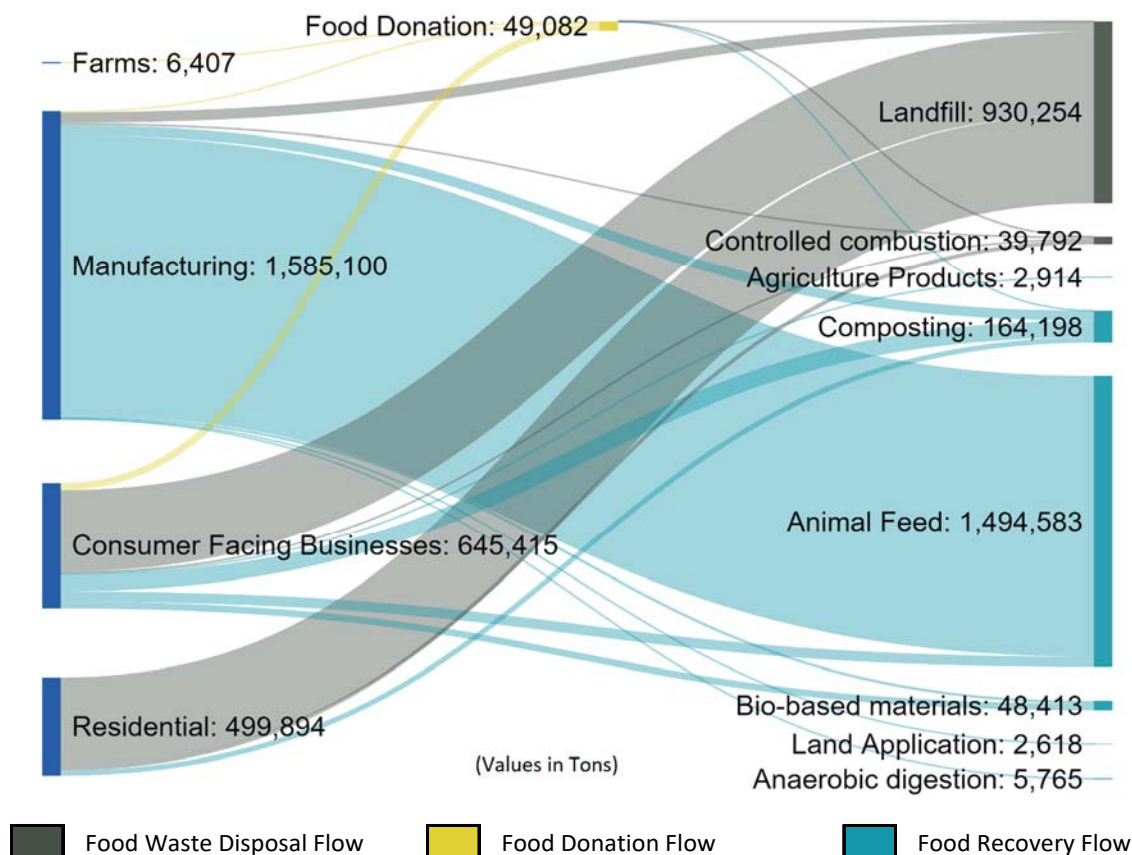 Food Donation: 49,082
Farms: 6,407
Landfill: 930,254
Controlled combustion: 39,792
Manufacturing: 1,585,100
Agriculture Products: 2,914
Composting: 164,198
Animal Feed: 1,494,583
Consumer Facing Businesses: 645,415
Bio-based materials: 48,413
Residential: 499,894
Land Application: 2,618
(Values in Tons)
Anaerobic digestion: 5,765
Food Waste Disposal Flow
Food Donation Flow
Food Recovery Flow